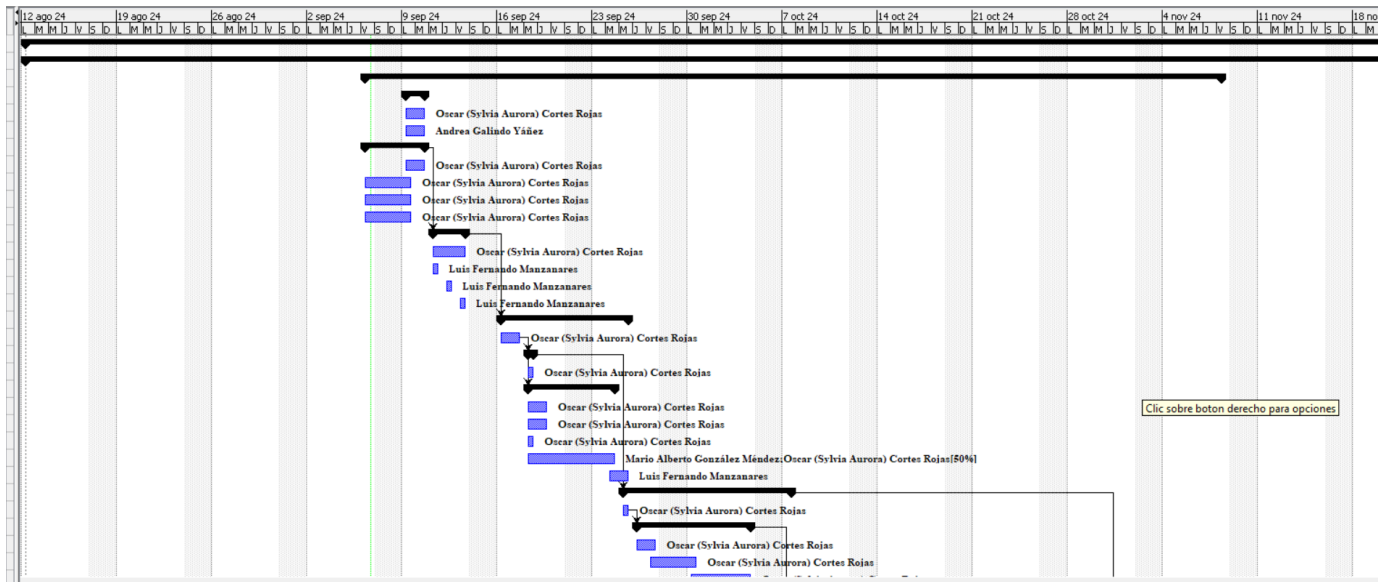 12 ago 24 19 ago 24 26 ago 24 2 sep 24 9 sep 24 16 sep 24 23 sep 24 30 sep 24 7 oct 24 14 oct 24 21 oct 24 28 oct 24 4 nov 24 11 nov 24 18 no
L M M J V S D L M M J V S D L M M J V S D L M M J V S D L M M J V S D L M M J V S D L M M J V S D L M M J V S D L M M J V S D L M M J V S D L M M J V S D L M M J V S D L M M J V S D L M M J V S D L M
Oscar (Sylvia Aurora) Cortes Rojas
Andrea Galindo Yáñez
Oscar (Sylvia Aurora) Cortes Rojas
Oscar (Sylvia Aurora) Cortes Rojas
Oscar (Sylvia Aurora) Cortes Rojas
Oscar (Sylvia Aurora) Cortes Rojas
Oscar (Sylvia Aurora) Cortes Rojas
Luis Fernando Manzanares
Luis Fernando Manzanares
Luis Fernando Manzanares
Oscar (Sylvia Aurora) Cortes Rojas
Oscar (Sylvia Aurora) Cortes Rojas
Oscar (Sylvia Aurora) Cortes Rojas
Clic sobre boton derecho para opciones
Oscar (Sylvia Aurora) Cortes Rojas
Oscar (Sylvia Aurora) Cortes Rojas
Mario Alberto González Méndez;Oscar (Sylvia Aurora) Cortes Rojas[50%]
Luis Fernando Manzanares
Oscar (Sylvia Aurora) Cortes Rojas
Oscar (Sylvia Aurora) Cortes Rojas
Oscar (Sylvia Aurora) Cortes Rojas